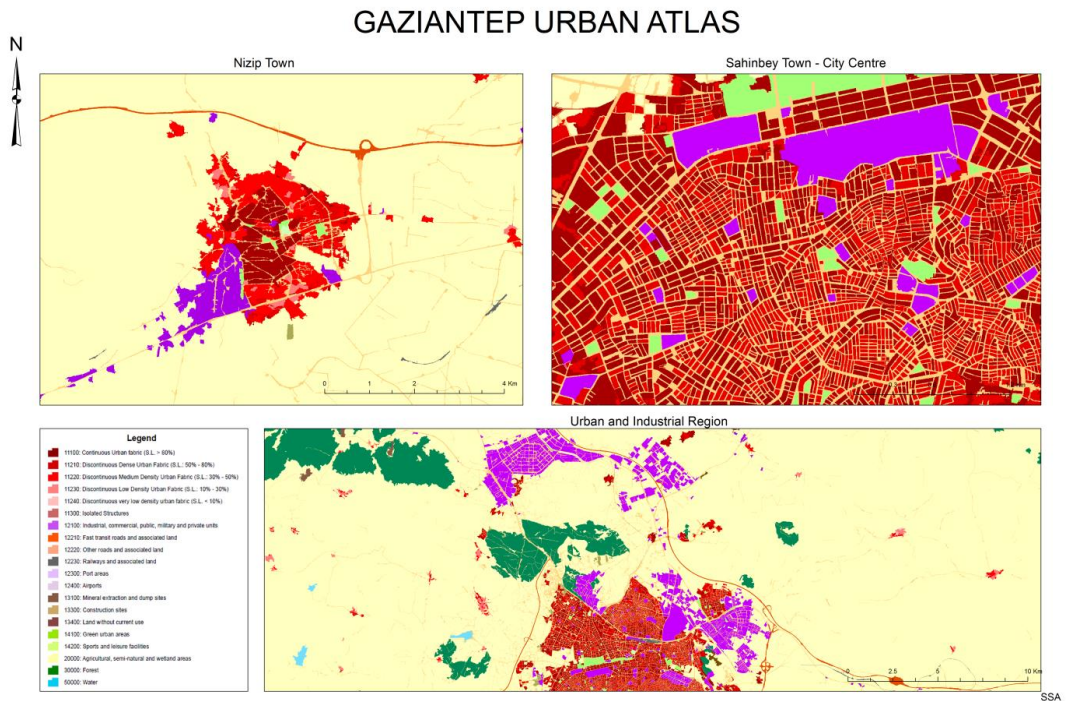 GAZIANTEP URBAN ATLAS
N
Nizip Town
Sahinbey Town - City Centre
0 1 2 4 Km
Urban and Industrial Region
Legend
11100: Continuous Urban fabric (S.L. > 60%)
11210: Discontinuous Dense Urban Fabric (S.L.: 50% - 80%)
11220: Discontinuous Medium Density Urban Fabric (S.L.: 30% - 50%)
11230: Discontinuous Low Density Urban Fabric (S.L.: 10% - 30%)
11240: Discontinuous very low density urban fabric (S.L. < 10%)
11300: Isolated Structures
12100: Industrial, commercial, public, military and private units
12210: Fast transit roads and associated land
12220: Other roads and associated land
12230: Railways and associated land
12300: Port areas
12400: Airports
13100: Mineral extraction and dump sites
13300: Construction sites
13400: Land without current use
14100: Green urban areas
14200: Sports and leisure facilities
20000: Agricultural, semi-natural and wetland areas
30000: Forest
50000: Water
0 2.5 5 10 Km
SSA